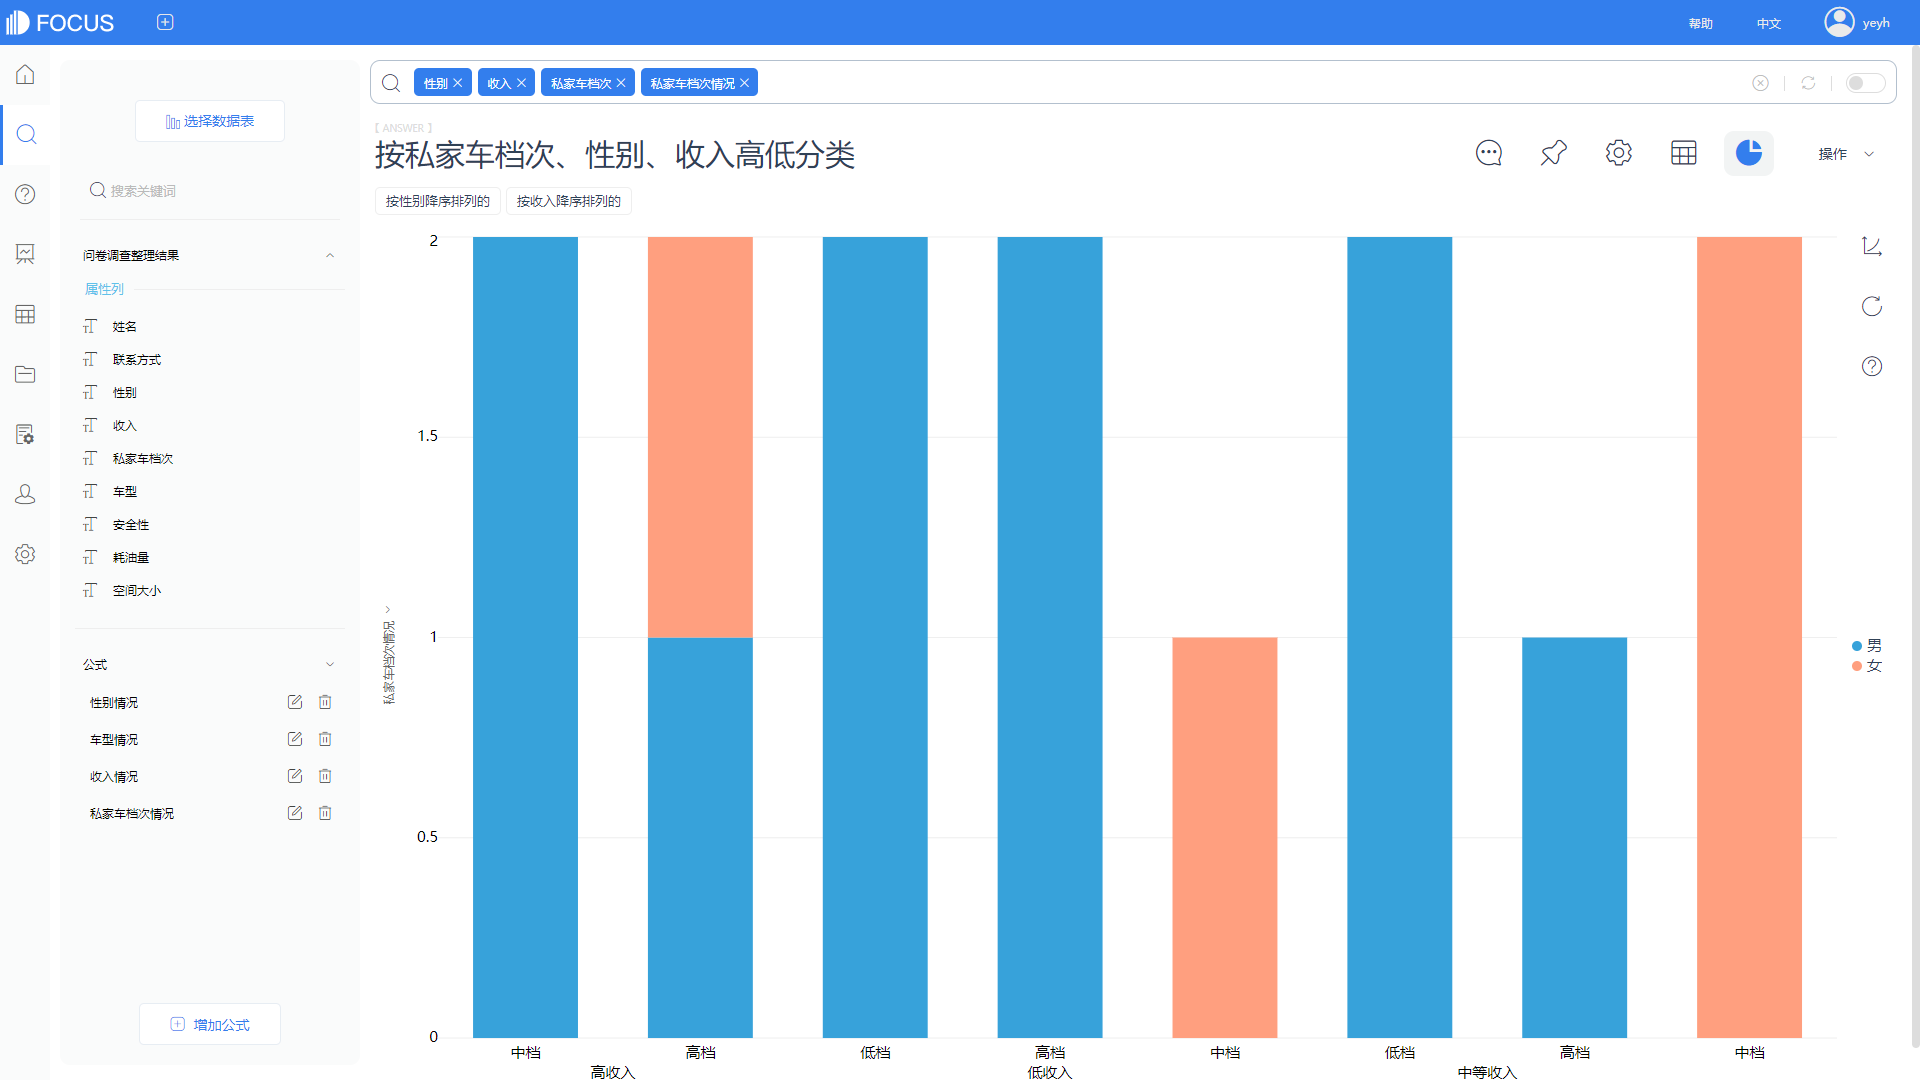 FOCUS
帮助
中文
yeyh
选择数据表
搜索关键词
问卷调查整理结果
属性列
姓名
联系方式
性别
收入
私家车档次
车型
安全性
耗油量
空间大小
公式
性别情况
车型情况
收入情况
私家车档次情况
增加公式
性别 收入 私家车档次 私家车档次情况
【 ANSWER 】
按私家车档次、性别、收入高低分类
操作
按性别降序排列的 按收入降序排列的
2
1.5
1
0.5
0
私家车档次情况
男
女
中档 高档 低档 高档 中档 低档 高档 中档
高收入 低收入 中等收入